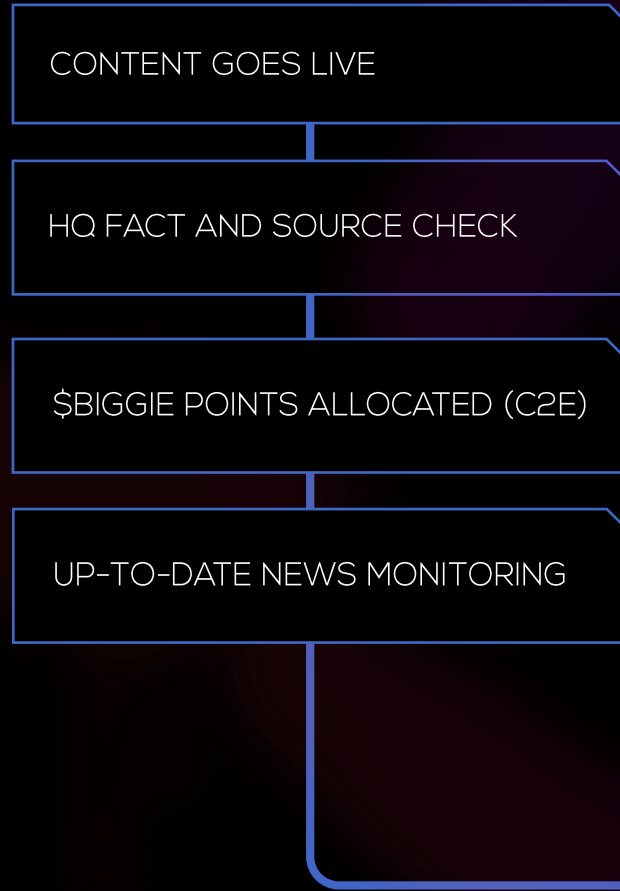 CONTENT GOES LIVE
HQ FACT AND SOURCE CHECK
$BIGGIE POINTS ALLOCATED (C2E)
UP-TO-DATE NEWS MONITORING